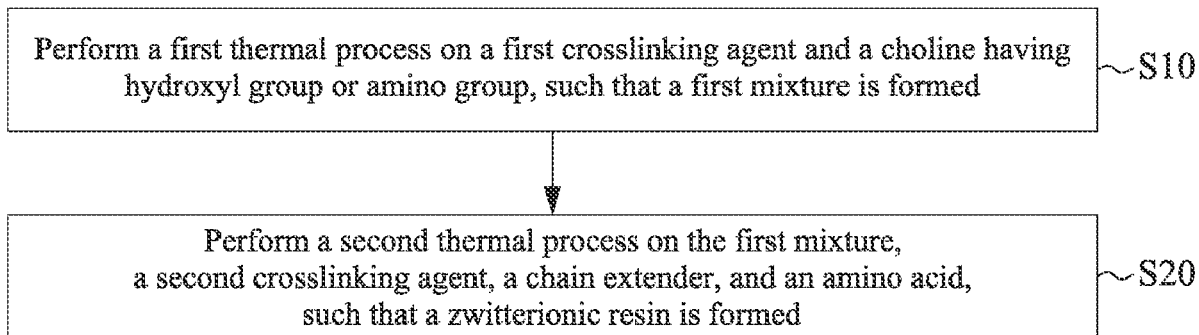 Perform a first thermal process on a first crosslinking agent and a choline having
hydroxyl group or amino group, such that a first mixture is formed
S10
Perform a second thermal process on the first mixture,
a second crosslinking agent, a chain extender, and an amino acid,
such that a zwitterionic resin is formed
S20